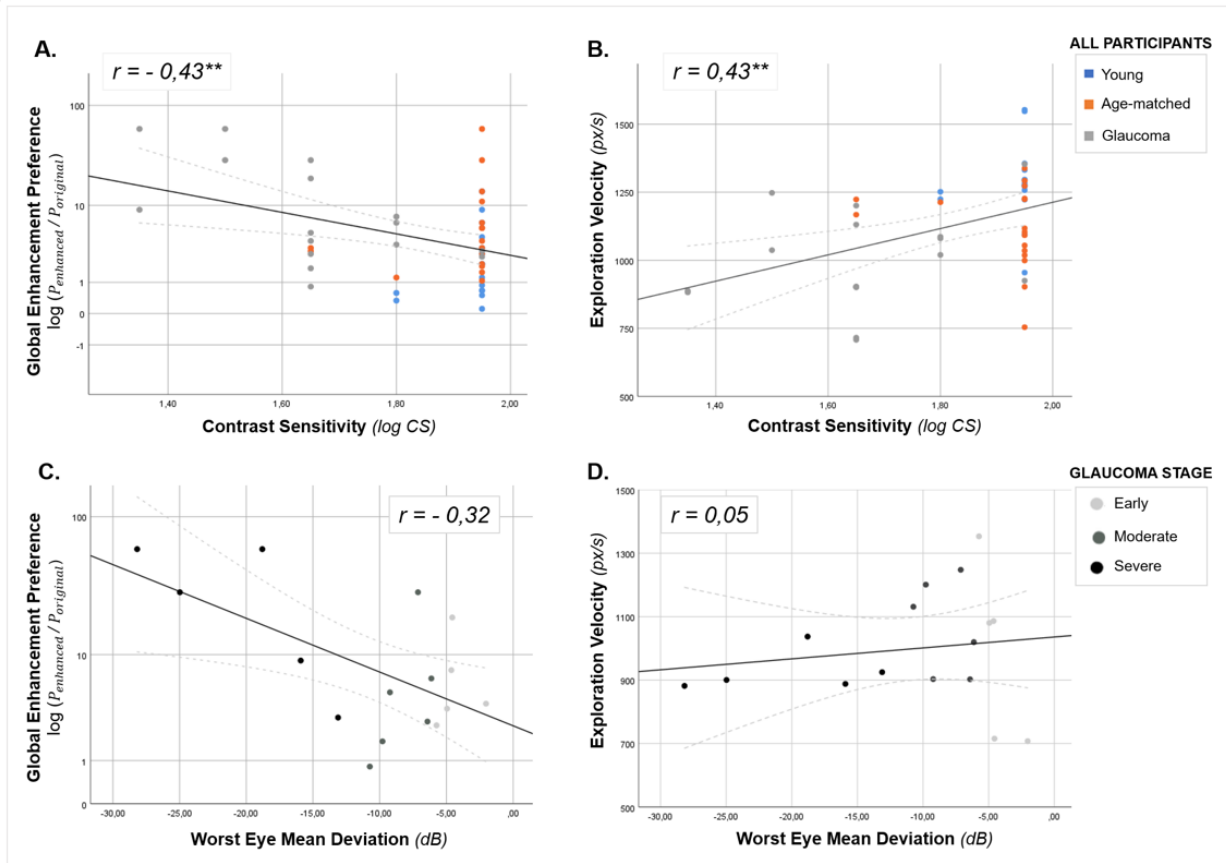 A.
r = - 0,43**
Global Enhancement Preference
log (P_enhanced / P_original)
100
10
1
0
-1
1,40
1,60
1,80
2,00
Contrast Sensitivity (log CS)
B.
r = 0,43**
Exploration Velocity (px/s)
1500
1250
1000
750
500
1,40
1,60
1,80
2,00
Contrast Sensitivity (log CS)
ALL PARTICIPANTS
Young
Age-matched
Glaucoma
C.
r = - 0,32
Global Enhancement Preference
log (P_enhanced / P_original)
100
10
1
0
-30,00
-25,00
-20,00
-15,00
-10,00
-5,00
,00
Worst Eye Mean Deviation (dB)
D.
r = 0,05
Exploration Velocity (px/s)
1500
1300
1100
900
700
500
-30,00
-25,00
-20,00
-15,00
-10,00
-5,00
,00
Worst Eye Mean Deviation (dB)
GLAUCOMA STAGE
Early
Moderate
Severe